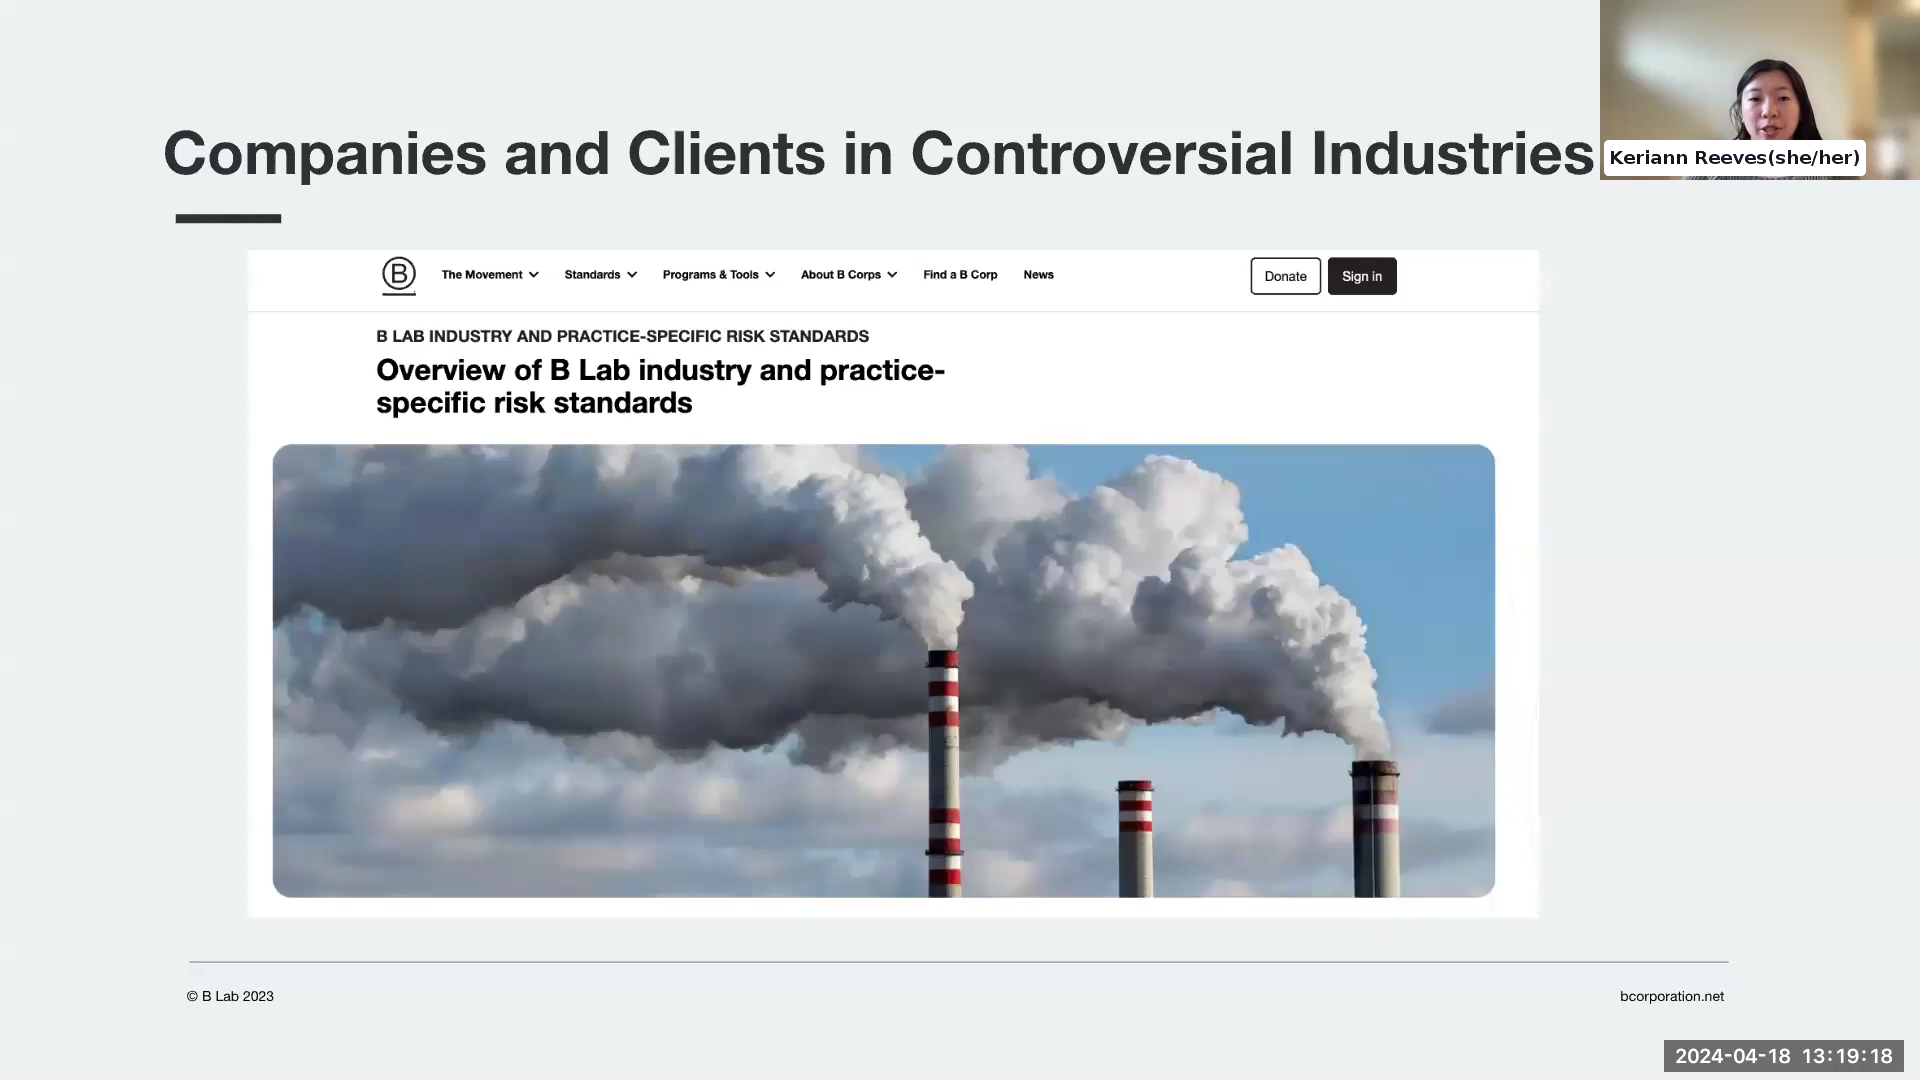 Companies and Clients in Controversial Industries
Keriann Reeves(she/her)
B
The Movement
Standards
Programs & Tools
About B Corps
Find a B Corp
News
Donate
Sign in
B LAB INDUSTRY AND PRACTICE-SPECIFIC RISK STANDARDS
Overview of B Lab industry and practice-
specific risk standards
© B Lab 2023
bcorporation.net
2024-04-18 13:19:18